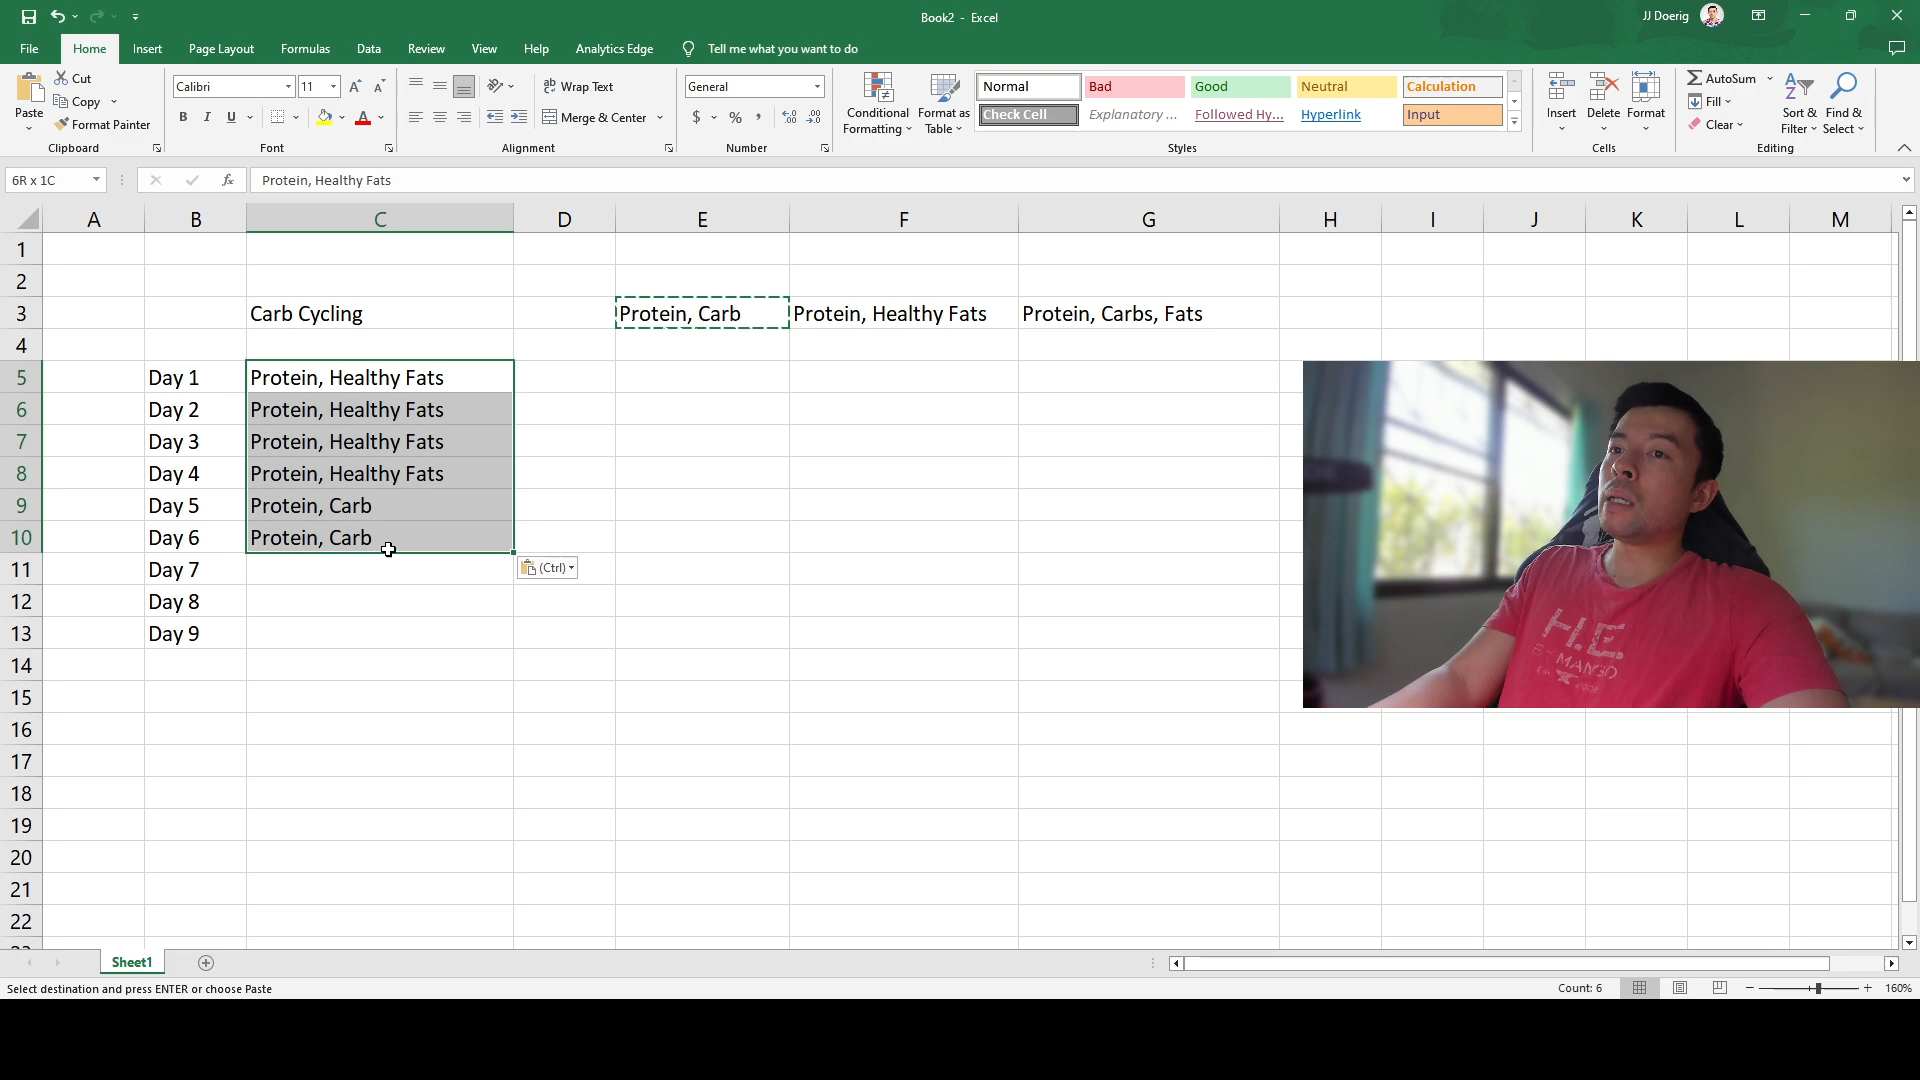 Book2 - Excel
JJ Doerig
File Home Insert Page Layout Formulas Data Review View Help Analytics Edge Tell me what you want to do
Paste
Cut
Copy
Format Painter
Clipboard
Calibri 11
B I U
Font
Wrap Text
Merge & Center
Alignment
General
$ % ,
Number
Conditional Formatting
Format as Table
Normal Bad Good Neutral Calculation
Check Cell Explanatory ... Followed Hy... Hyperlink Input
Styles
Insert Delete Format
Cells
AutoSum
Fill
Clear
Sort & Filter
Find & Select
Editing
6R x 1C
fx
Protein, Healthy Fats
A B C D E F G H I J K L M
1
2
3 Carb Cycling Protein, Carb Protein, Healthy Fats Protein, Carbs, Fats
4
5 Day 1 Protein, Healthy Fats
6 Day 2 Protein, Healthy Fats
7 Day 3 Protein, Healthy Fats
8 Day 4 Protein, Healthy Fats
9 Day 5 Protein, Carb
10 Day 6 Protein, Carb
11 Day 7 (Ctrl)
12 Day 8
13 Day 9
14
15
16
17
18
19
20
21
22
H.E.
MANGO
Sheet1
Select destination and press ENTER or choose Paste
Count: 6
160%